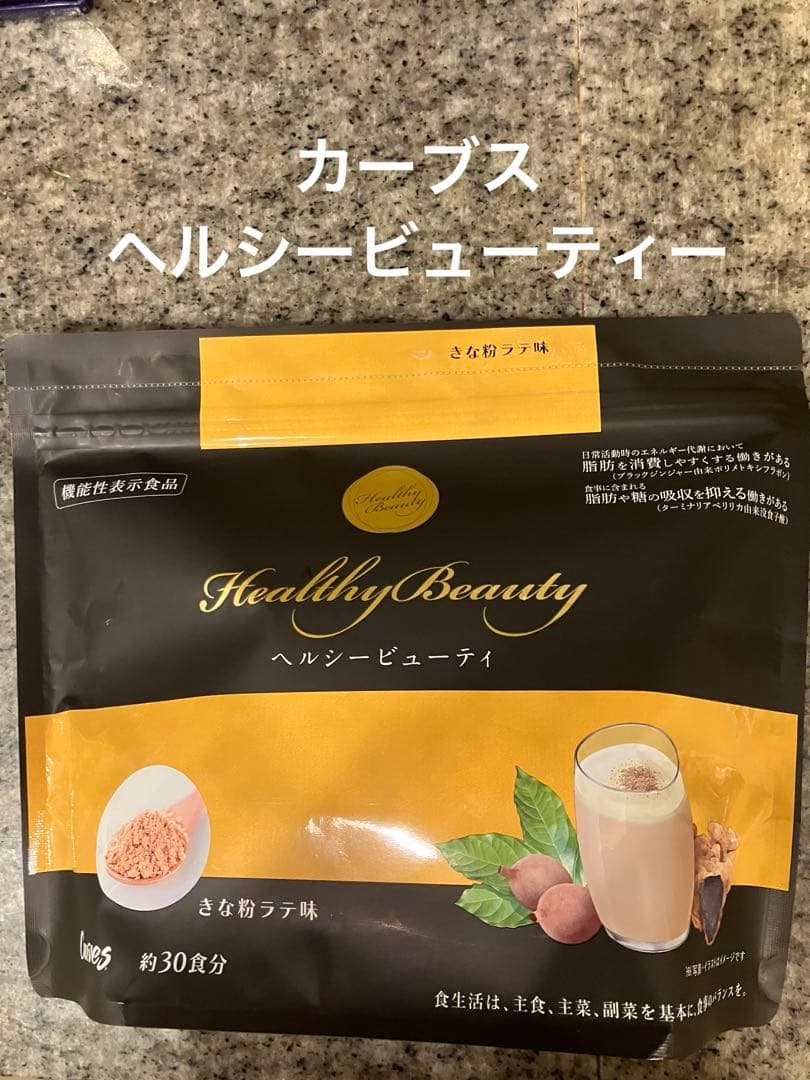 カーブス
ヘルシービューティー
きな粉ラテ味
機能性表示食品
日常活動時のエネルギー代謝において
脂肪を消費しやすくする働きがある
(ブラックジンジャー由来ポリメトキシフラボン)
食事に含まれる
脂肪や糖の吸収を抑える働きがある
(ターミナリアベリリカ由来没食子酸)
Healthy
Beauty
Healthy Beauty
ヘルシービューティ
きな粉ラテ味
Curves
約30食分
※写真・イラストはイメージです
食生活は、主食、主菜、副菜を基本に、食事のバランスを。